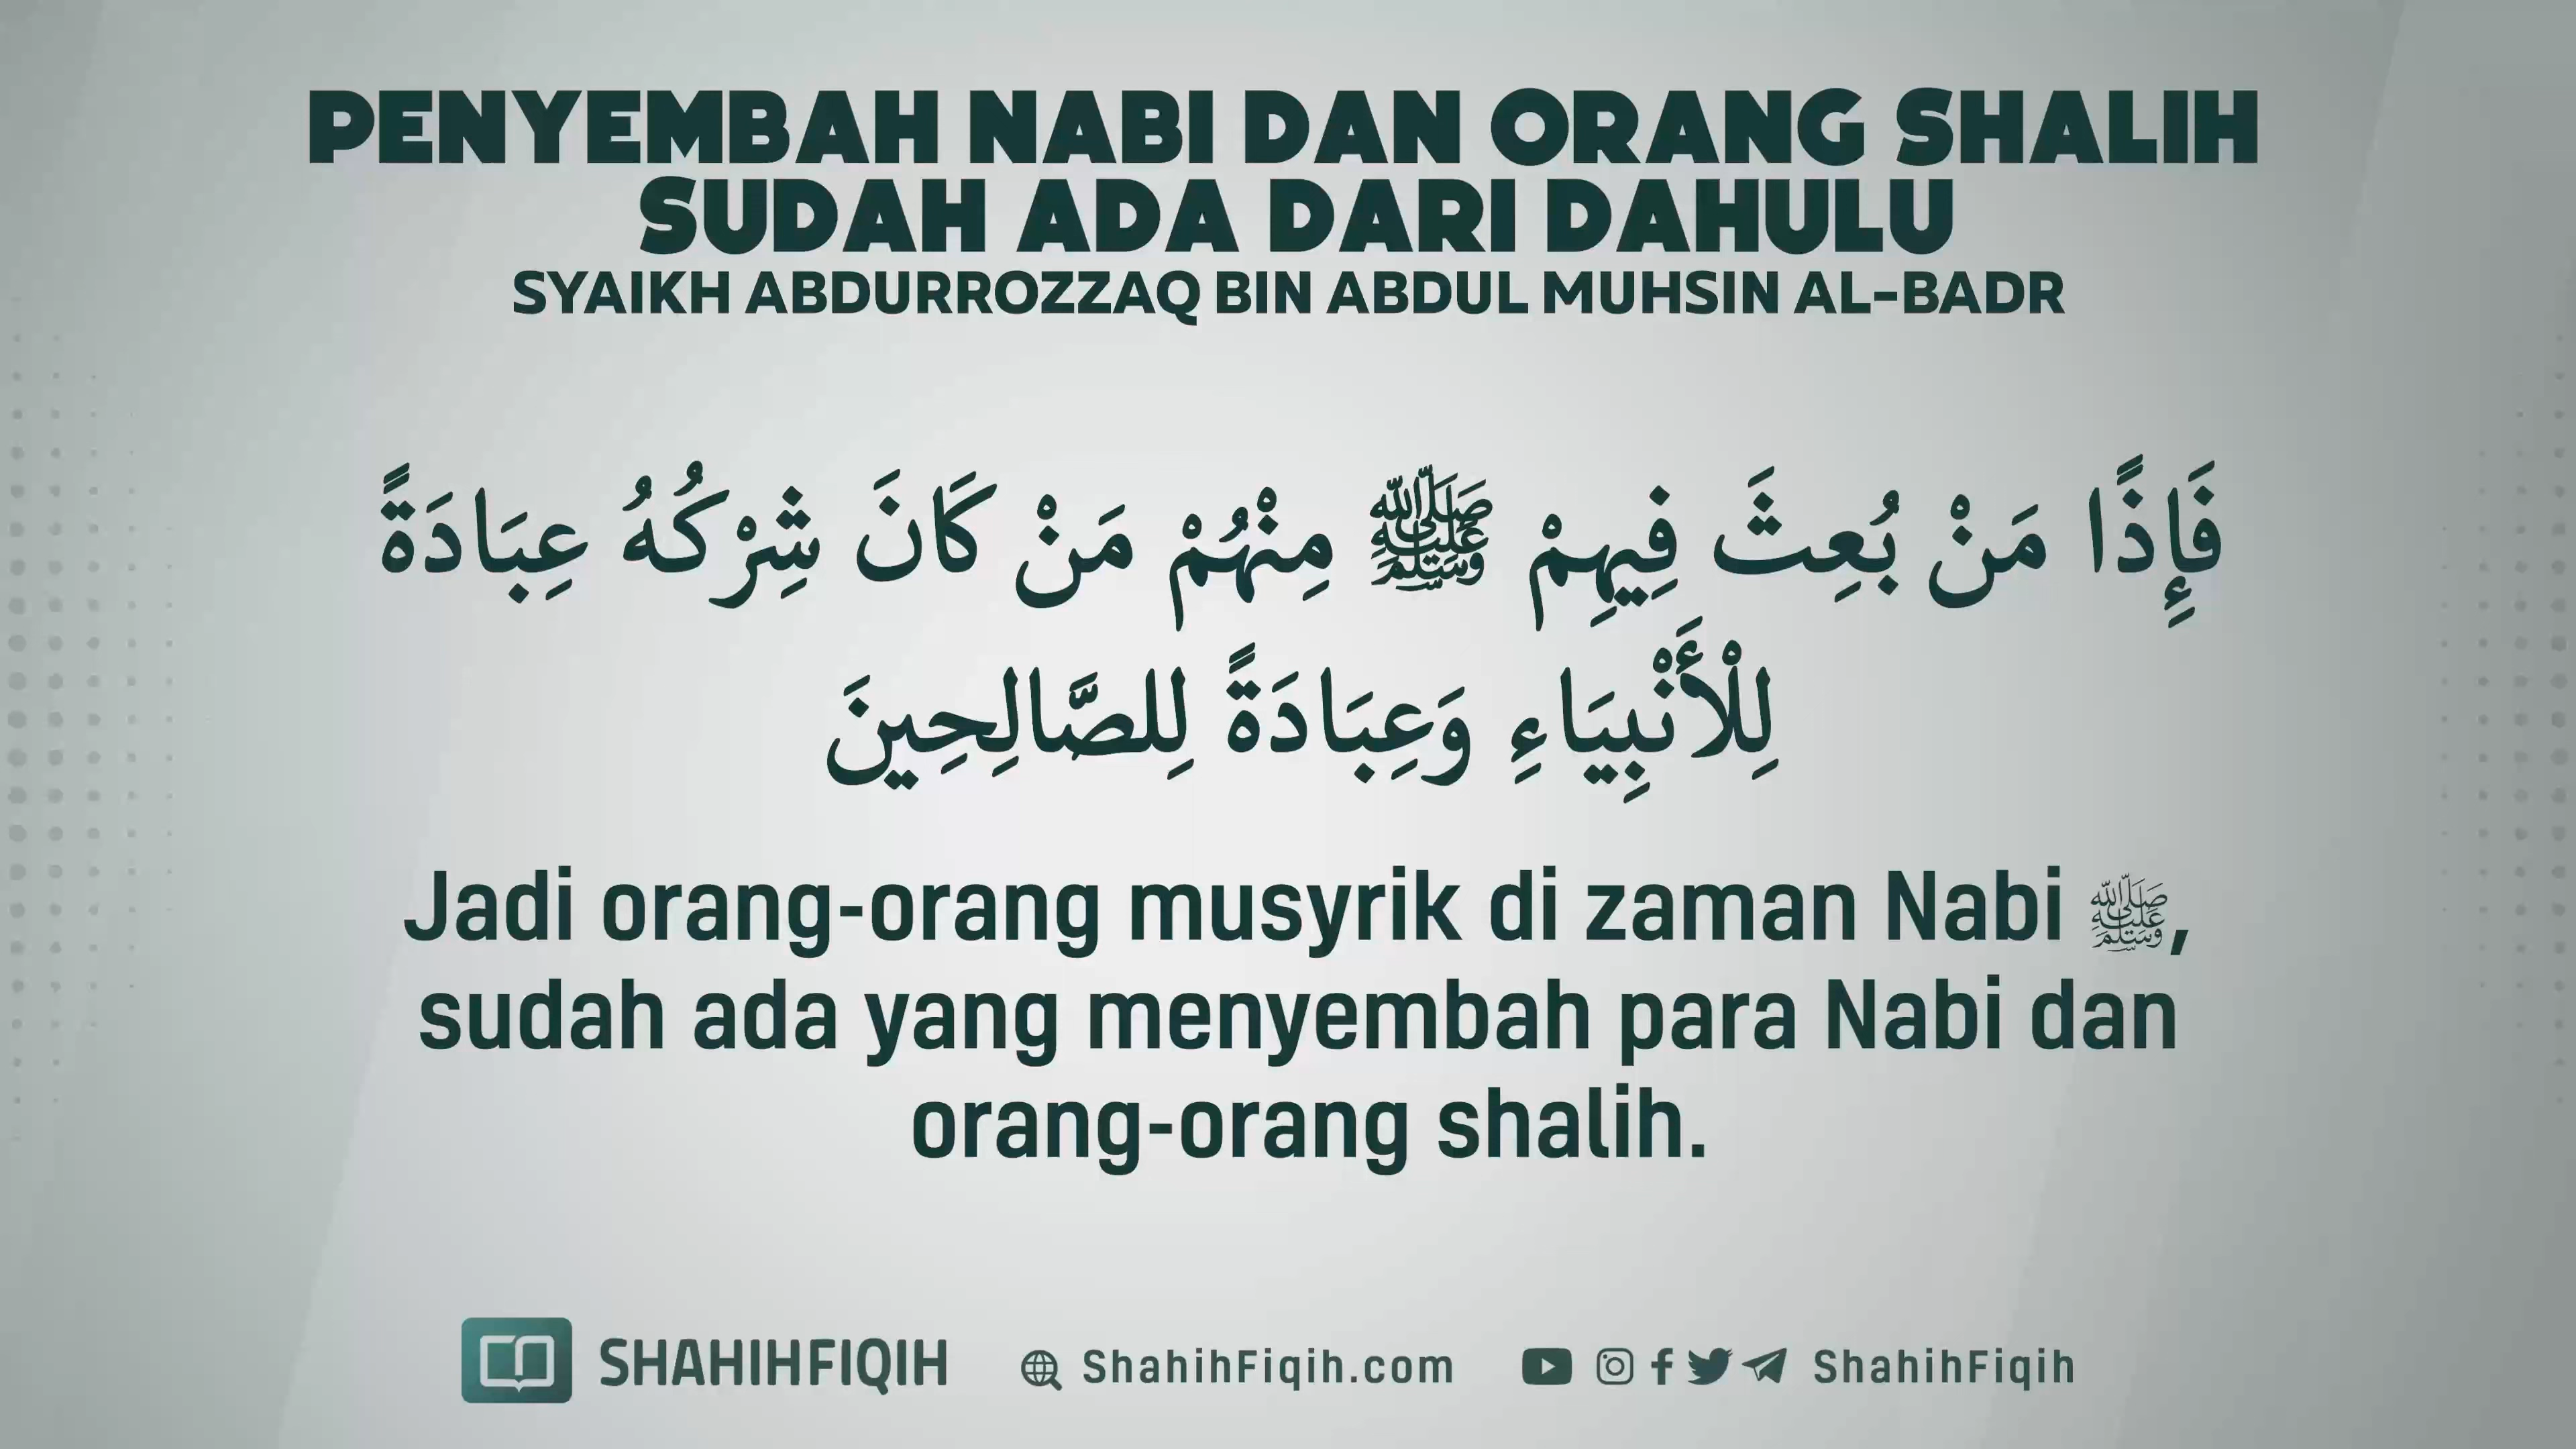 PENYEMBAH NABI DAN ORANG SHALIH
SUDAH ADA DARI DAHULU
SYAIKH ABDURROZZAQ BIN ABDUL MUHSIN AL-BADR
فَإِذًا مَنْ بُعِثَ فِيهِمْ ﷺ مِنْهُمْ مَنْ كَانَ شِرْكُهُ عِبَادَةً
لِلْأَنْبِيَاءِ وَعِبَادَةً لِلصَّالِحِينَ
Jadi orang-orang musyrik di zaman Nabi ﷺ,
sudah ada yang menyembah para Nabi dan
orang-orang shalih.
SHAHIHFIQIH ShahihFiqih.com ShahihFiqih